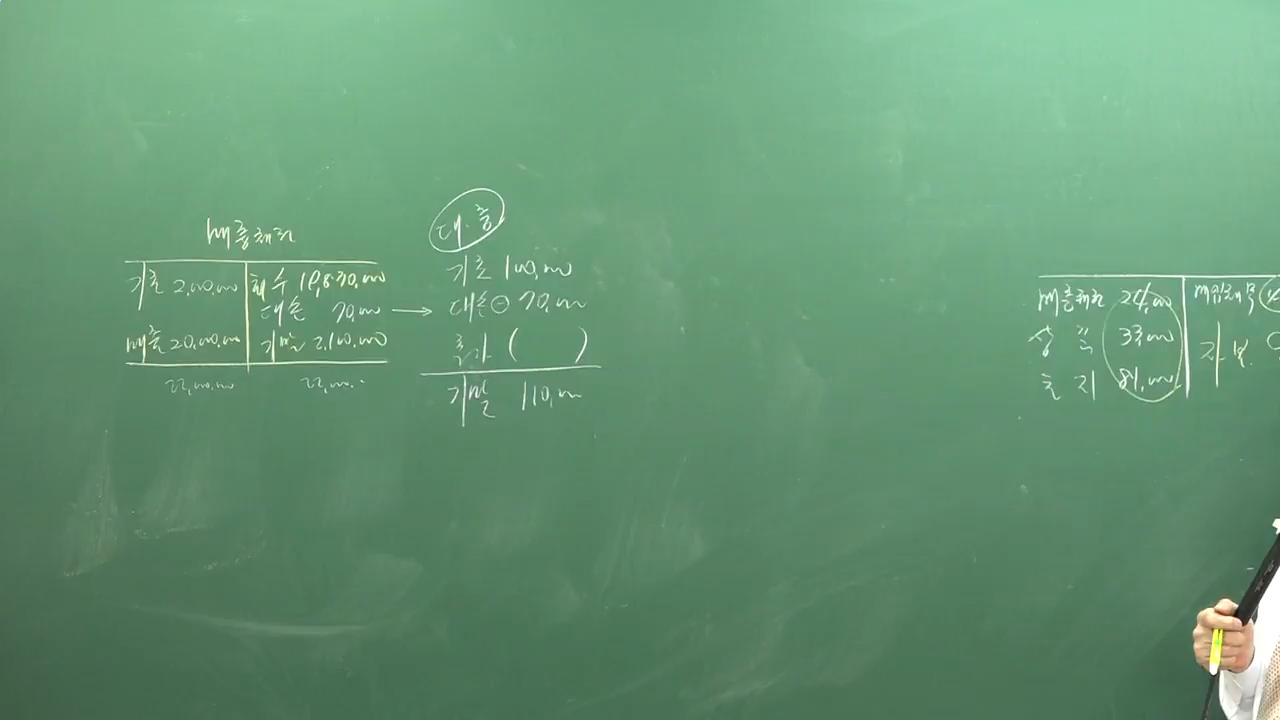 매출채권
기초 2,000,000 회수 19,830,000
대손 70,000
매출 20,000,000 기말 2,100,000
22,000,000 22,000
대·충
기초 100,000
대손 ⊖ 70,000
추가 ( )
기말 110,000
매출채권 24,000 매입채무
상품 33,000 자본
토지 81,000